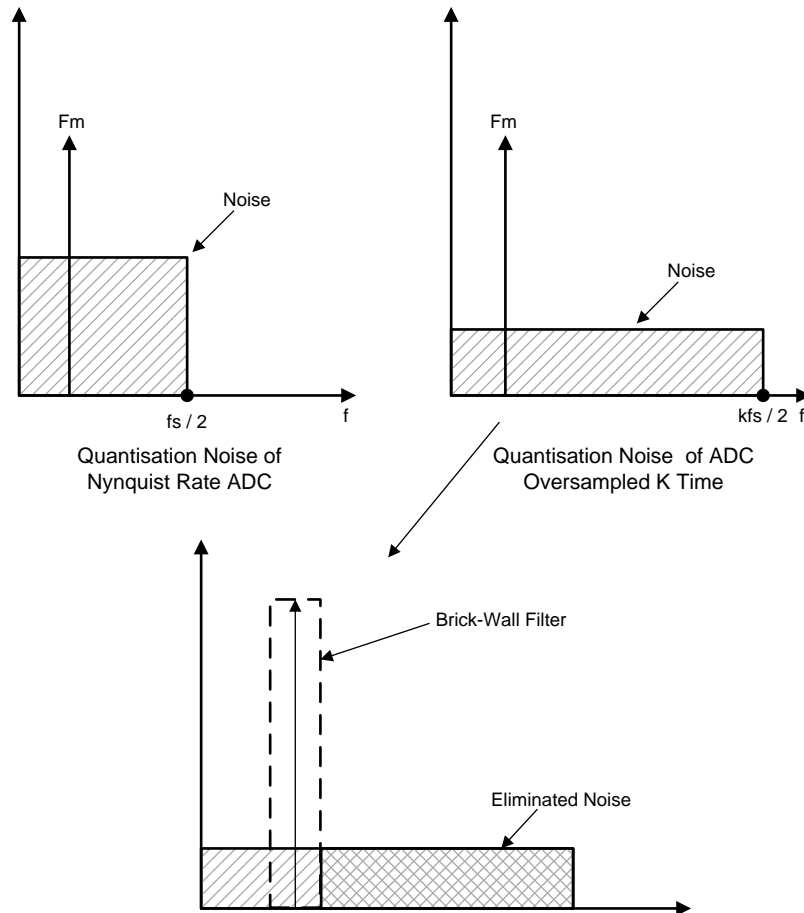 Fm
Noise
fs / 2
f
Quantisation Noise of
Nynquist Rate ADC
Fm
Noise
kfs / 2
f
Quantisation Noise of ADC
Oversampled K Time
Brick-Wall Filter
Eliminated Noise